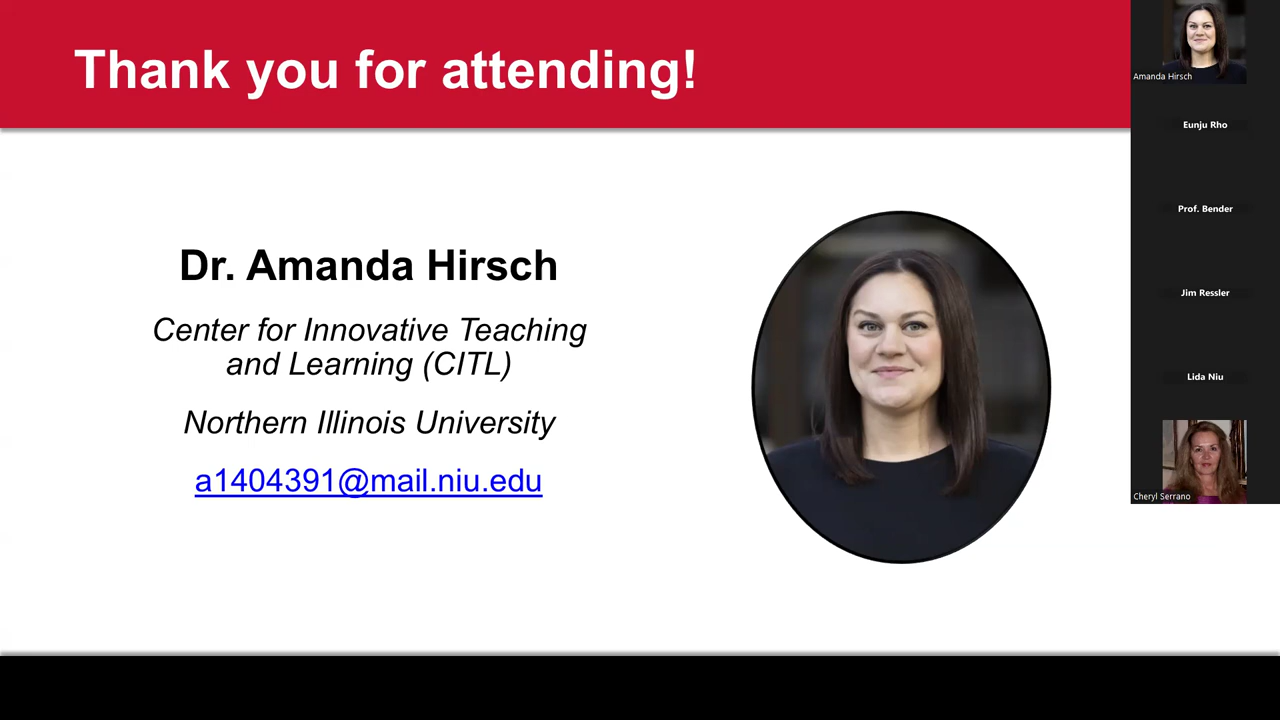 Thank you for attending!
Dr. Amanda Hirsch
Center for Innovative Teaching
and Learning (CITL)
Northern Illinois University
a1404391@mail.niu.edu
Amanda Hirsch
Eunju Rho
Prof. Bender
Jim Ressler
Lida Niu
Cheryl Serrano